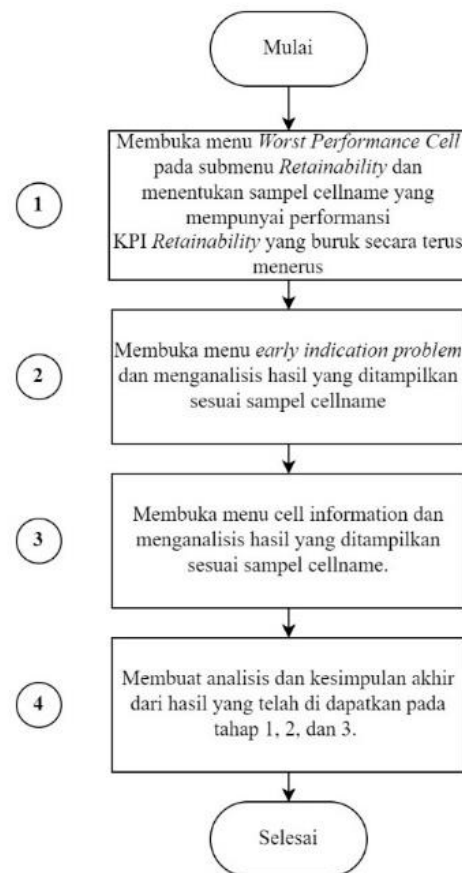 Mulai
1
Membuka menu Worst Performance Cell
pada submenu Retainability dan
menentukan sampel cellname yang
mempunyai performansi
KPI Retainability yang buruk secara terus
menerus
2
Membuka menu early indication problem
dan menganalisis hasil yang ditampilkan
sesuai sampel cellname
3
Membuka menu cell information dan
menganalisis hasil yang ditampilkan
sesuai sampel cellname.
4
Membuat analisis dan kesimpulan akhir
dari hasil yang telah di dapatkan pada
tahap 1, 2, dan 3.
Selesai